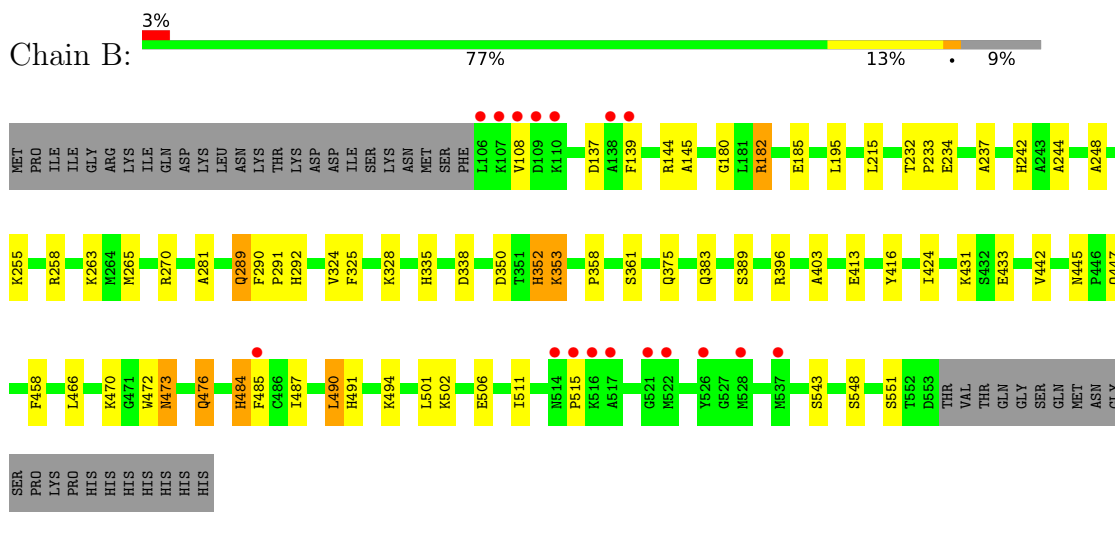 3%
Chain B:
77% 13% • 9%
MET PRO ILE ILE GLY ARG LYS ILE GLN ASP LYS LEU ASN LYS THR LYS ASP ASP ILE SER LYS ASN MET SER PHE L106 K107 V108 D109 K110 D137 A138 F139 R144 A145 G180 L181 R182 E185 L195 L215 T232 P233 E234 A237 H242 A243 A244 A248
K255 R258 K263 M264 M265 R270 A281 Q289 F290 P291 H292 V324 F325 K328 H335 D338 D350 T351 H352 K353 P358 S361 Q375 Q383 S389 R396 A403 E413 Y416 I424 K431 S432 E433 V442 N445 P446
F458 L466 K470 G471 W472 N473 Q476 H484 F485 C486 I487 L490 H491 K494 L501 K502 E506 I511 N514 P515 K516 A517 G521 M522 Y526 G527 M528 M537 S543 S548 S551 T552 D553 THR VAL THR GLN GLY SER GLN MET ASN
SER PRO LYS PRO HIS HIS HIS HIS HIS HIS HIS